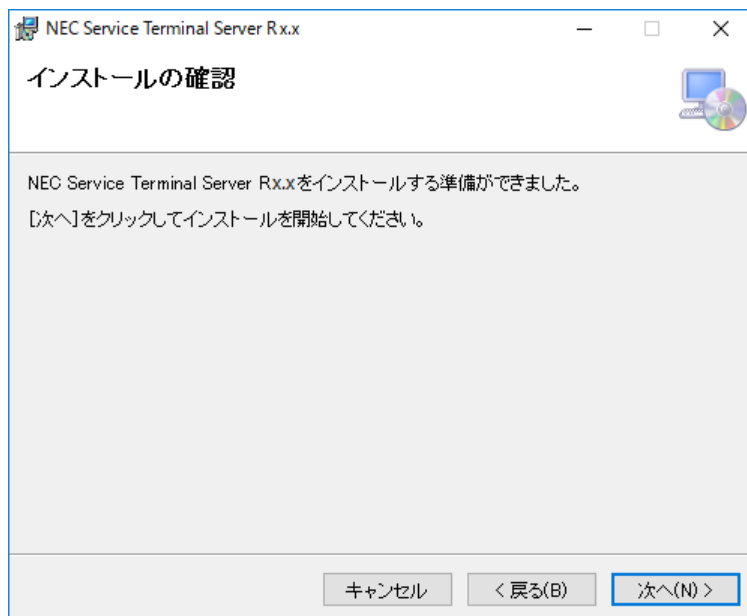 NEC Service Terminal Server Rx.x
インストールの確認
NEC Service Terminal Server Rx.xをインストールする準備ができました。
[次へ]をクリックしてインストールを開始してください。
キャンセル
< 戻る(B)
次へ(N) >